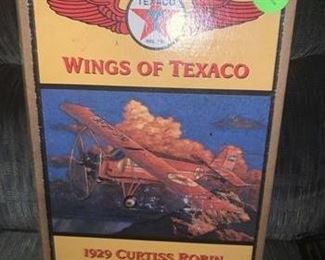 TEXACO
WINGS OF TEXACO
1929 CURTISS ROBIN